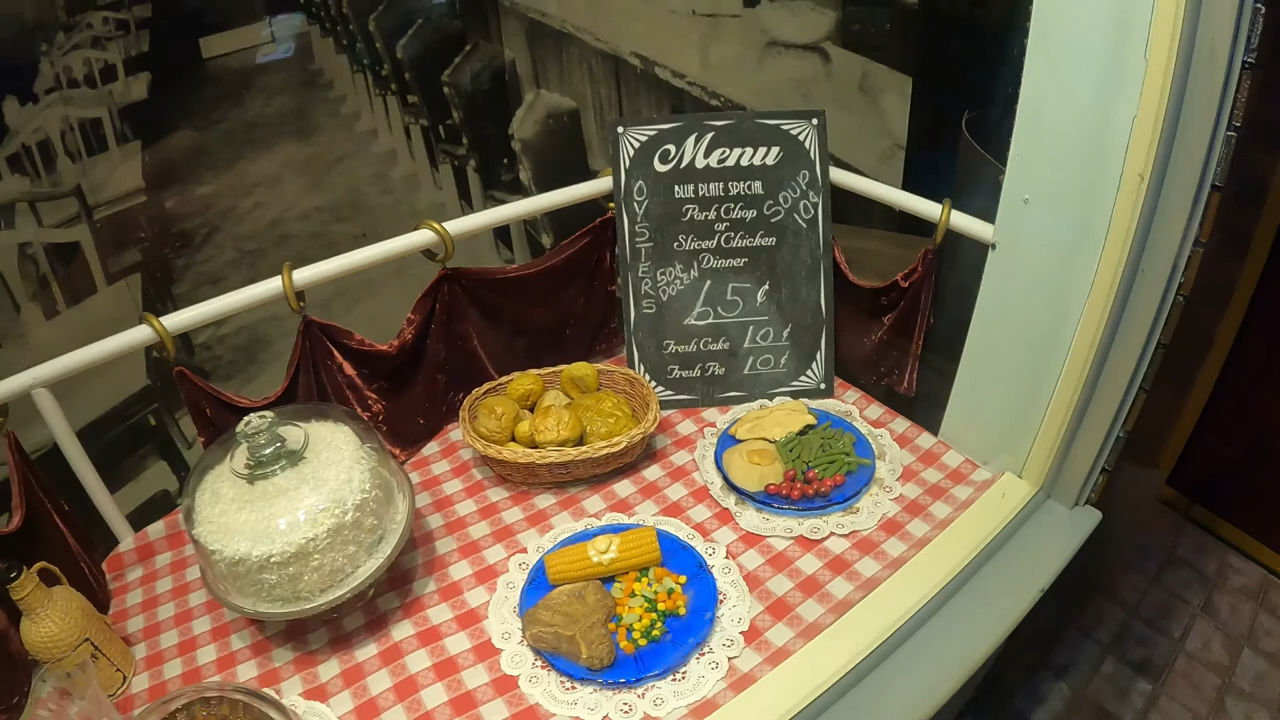 Menu
BLUE PLATE SPECIAL
Pork Chop
or
Sliced Chicken
Dinner
65¢
Fresh Cake 10¢
Fresh Pie 10¢
OYSTERS
50¢
DOZEN
SOUP
10¢